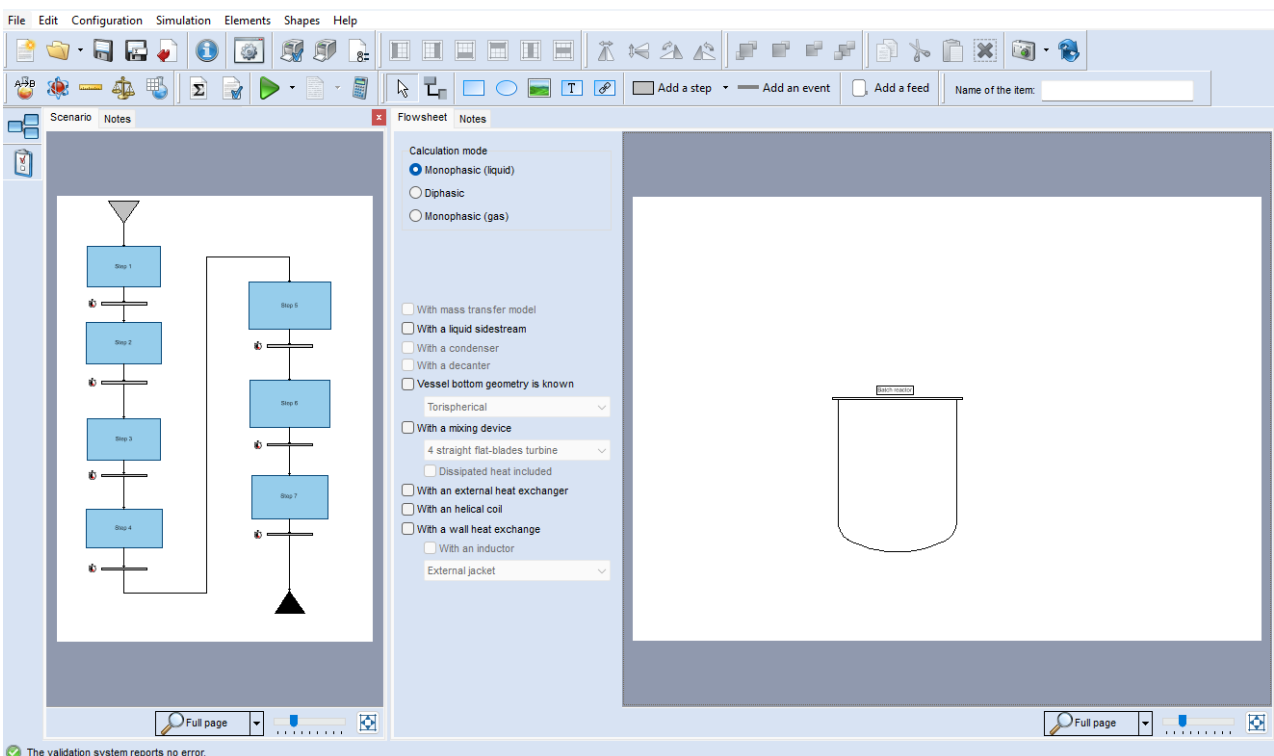 File Edit Configuration Simulation Elements Shapes Help
Add a step Add an event Add a feed Name of the item:
Scenario Notes
Step 1
Step 2
Step 3
Step 4
Step 5
Step 6
Step 7
Full page
Flowsheet Notes
Calculation mode
Monophasic (liquid)
Diphasic
Monophasic (gas)
With mass transfer model
With a liquid sidestream
With a condenser
With a decanter
Vessel bottom geometry is known
Torispherical
With a mixing device
4 straight flat-blades turbine
Dissipated heat included
With an external heat exchanger
With an helical coil
With a wall heat exchange
With an inductor
External jacket
Batch reactor
Full page
The validation system reports no error.